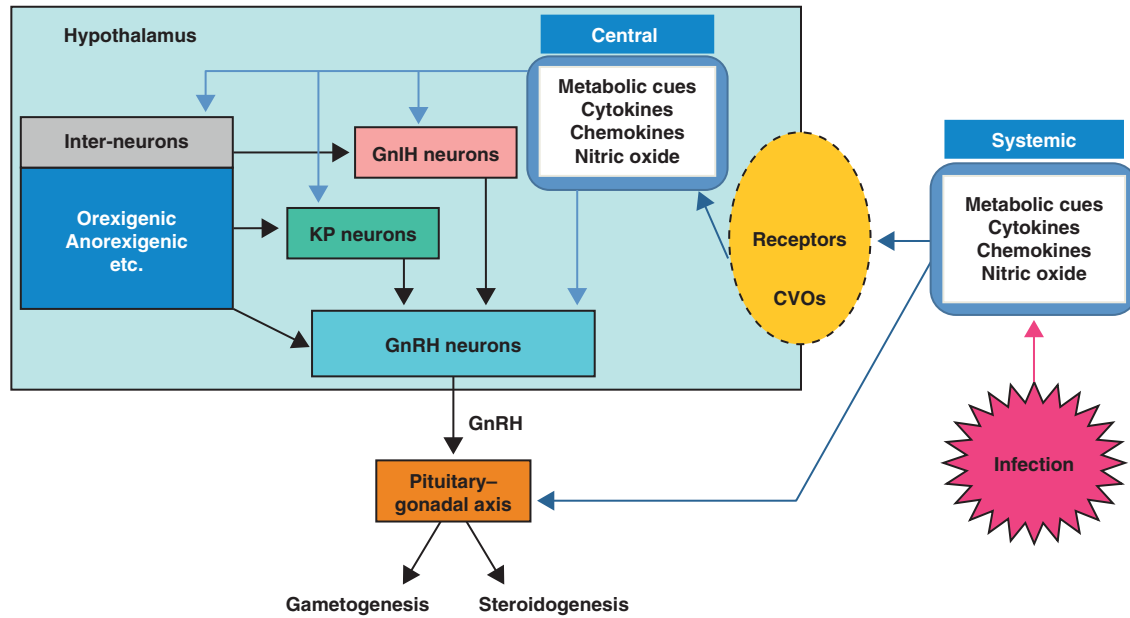 Hypothalamus
Central
Metabolic cues
Cytokines
Chemokines
Nitric oxide
Inter-neurons
Orexigenic
Anorexigenic
etc.
GnIH neurons
KP neurons
GnRH neurons
Receptors
CVOs
Systemic
Metabolic cues
Cytokines
Chemokines
Nitric oxide
Infection
GnRH
Pituitary–
gonadal axis
Gametogenesis
Steroidogenesis